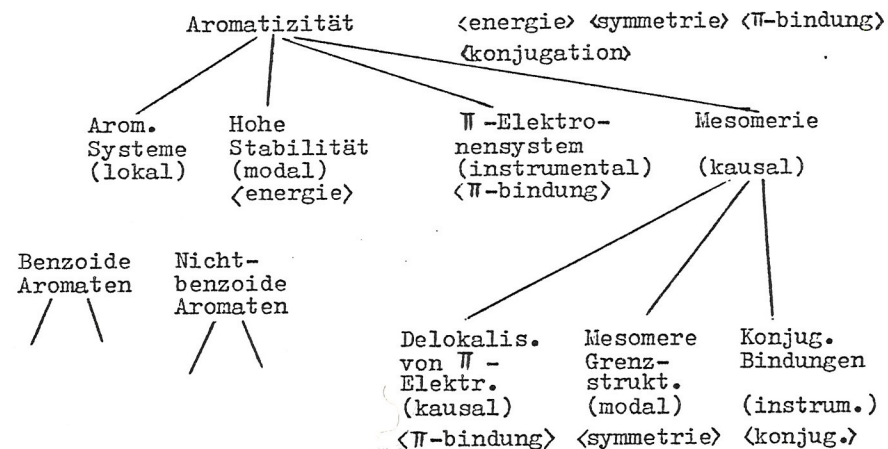 Aromatizität <energie> <symmetrie> <π-bindung>
<konjugation>
Arom.
Systeme
(lokal)
Hohe
Stabilität
(modal)
<energie>
π-Elektro-
nensystem
(instrumental)
<π-bindung>
Mesomerie
(kausal)
Benzoide
Aromaten
Nicht-
benzoide
Aromaten
Delokalis.
von π-
Elektr.
(kausal)
<π-bindung>
Mesomere
Grenz-
strukt.
(modal)
<symmetrie>
Konjug.
Bindungen
(instrum.)
<konjug.>